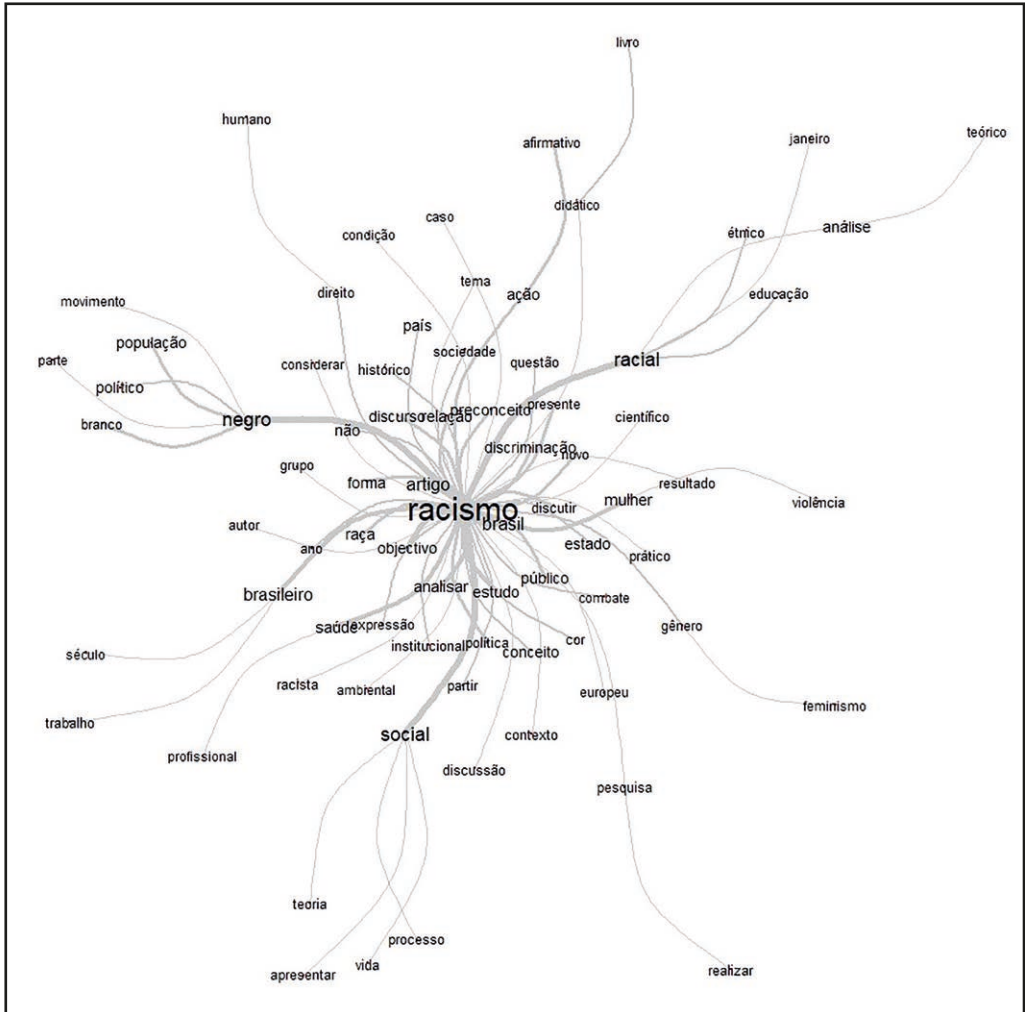 livro
humano
teórico
janeiro
afirmativo
didático
caso
análise
étnico
condição
tema
direito
ação
educação
movimento
país
população
sociedade
racial
questão
parte
considerar
histórico
político
presente
preconceito
discurso
relação
negro
científico
branco
não
discriminação
novo
grupo
forma
artigo
resultado
mulher
violência
racismo
discutir
brasil
autor
raça
ano
objectivo
estado
prático
público
analisar
estudo
brasileiro
combate
saúde
expressão
gênero
institucional
política
cor
conceito
século
racista
ambiental
partir
europeu
feminismo
trabalho
social
contexto
profissional
discussão
pesquisa
teoria
processo
vida
apresentar
realizar